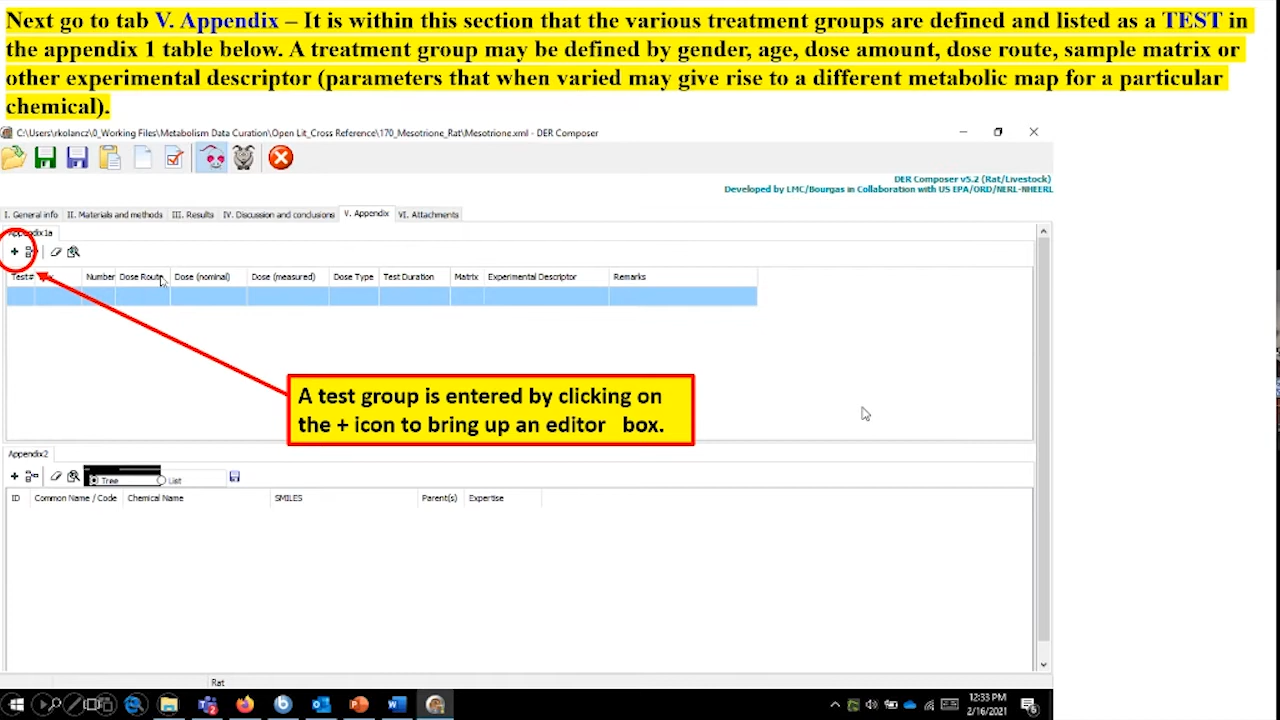 Next go to tab V. Appendix – It is within this section that the various treatment groups are defined and listed as a TEST in
the appendix 1 table below. A treatment group may be defined by gender, age, dose amount, dose route, sample matrix or
other experimental descriptor (parameters that when varied may give rise to a different metabolic map for a particular
chemical).
C:\Users\rkolancz\0_Working Files\Metabolism Data Curation\Open Lit_Cross Reference\170_Mesotrione_Rat\Mesotrione.xml - DER Composer
DER Composer v5.2 (Rat/Livestock)
Developed by LMC/Bourgas in Collaboration with US EPA/ORD/NERL-NHEERL
I. General info II. Materials and methods III. Results IV. Discussion and conclusions V. Appendix VI. Attachments
Appendix1a
Test# Number Dose Route Dose (nominal) Dose (measured) Dose Type Test Duration Matrix Experimental Descriptor Remarks
A test group is entered by clicking on
the + icon to bring up an editor box.
Appendix2
Tree List
ID Common Name / Code Chemical Name SMILES Parent(s) Expertise
Rat
12:33 PM
2/16/2021